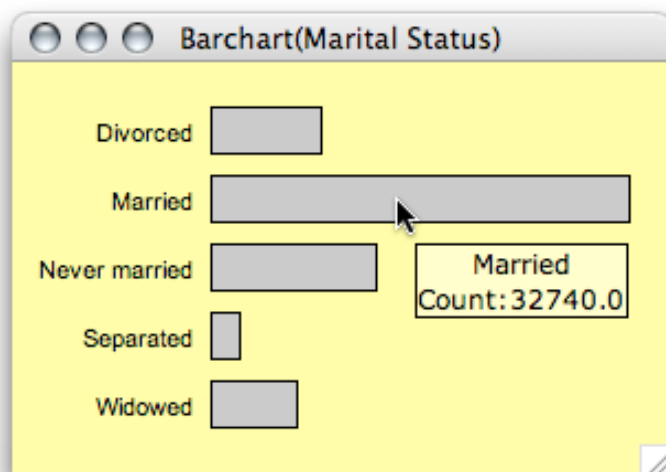 Barchart(Marital Status)
Divorced
Married
Never married
Married
Count:32740.0
Separated
Widowed